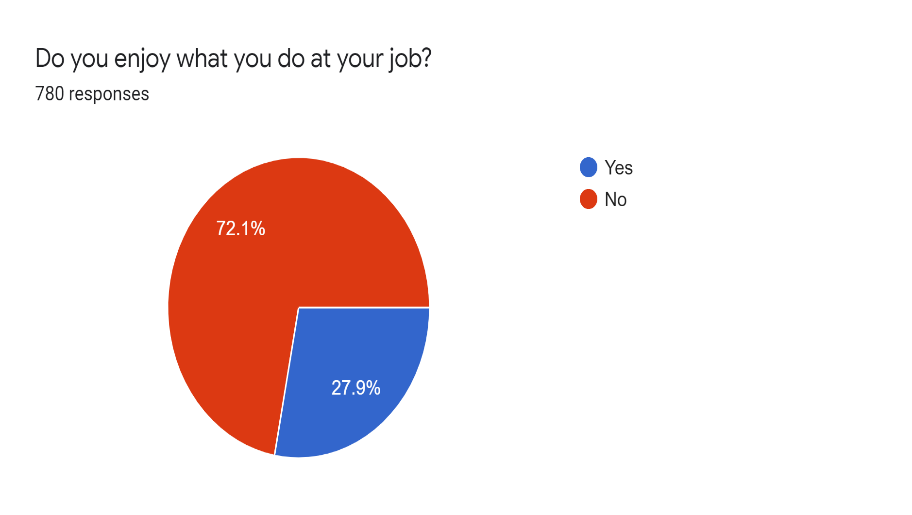 Do you enjoy what you do at your job?
780 responses
Yes
No
72.1%
27.9%